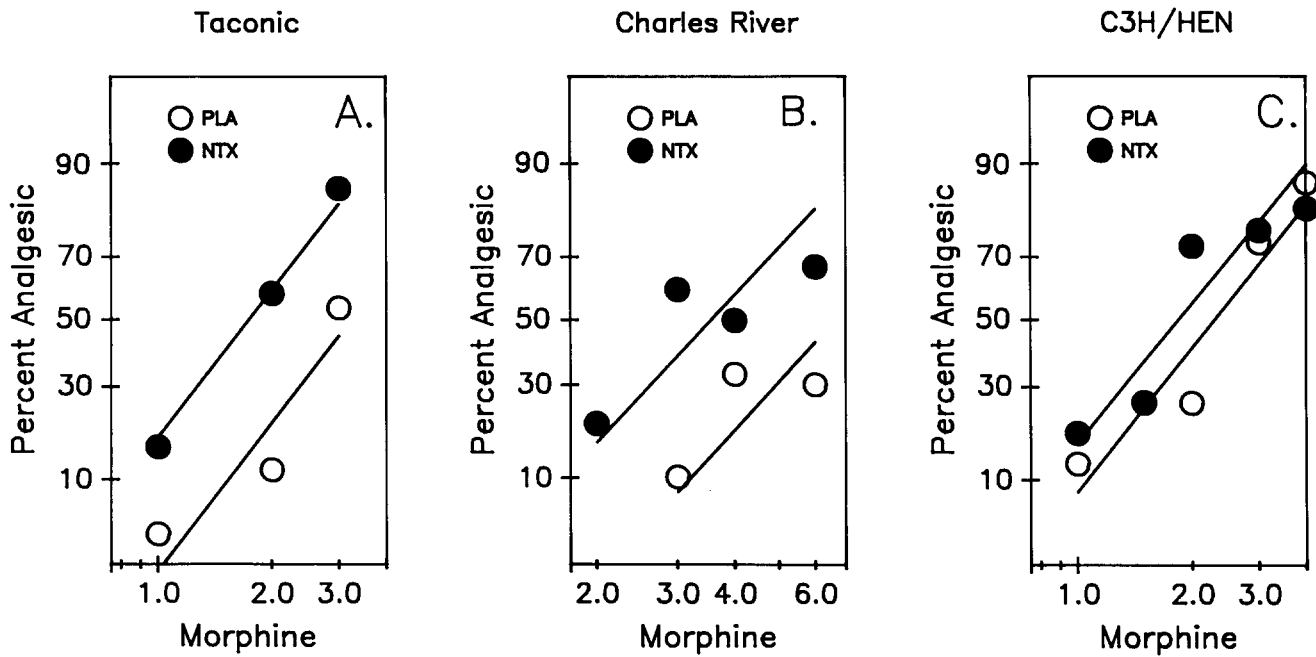 Taconic
A.
PLA
NTX
Percent Analgesic
90
70
50
30
10
1.0 2.0 3.0
Morphine
Charles River
B.
PLA
NTX
Percent Analgesic
90
70
50
30
10
2.0 3.0 4.0 6.0
Morphine
C3H/HEN
C.
PLA
NTX
Percent Analgesic
90
70
50
30
10
1.0 2.0 3.0
Morphine